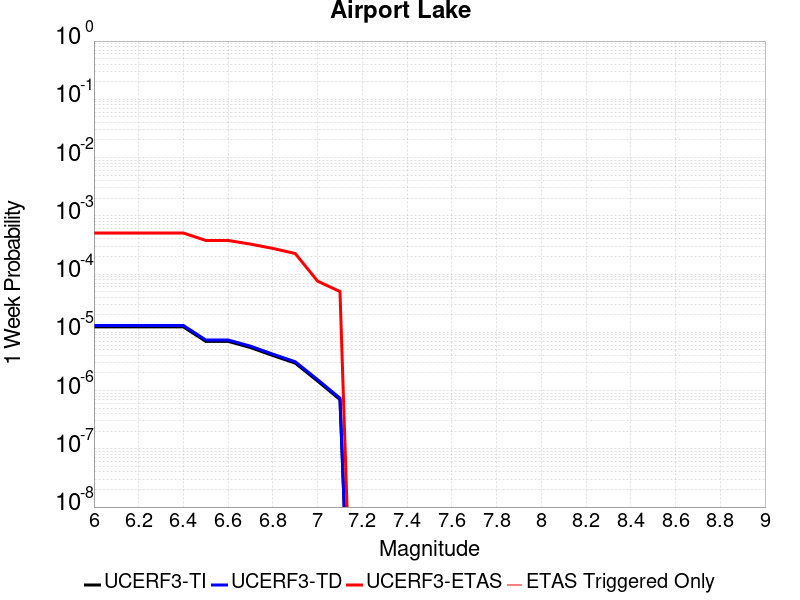 Airport Lake
10^0
10^-1
10^-2
10^-3
10^-4
10^-5
10^-6
10^-7
10^-8
1 Week Probability
6 6.2 6.4 6.6 6.8 7 7.2 7.4 7.6 7.8 8 8.2 8.4 8.6 8.8 9
Magnitude
UCERF3-TI UCERF3-TD UCERF3-ETAS ETAS Triggered Only